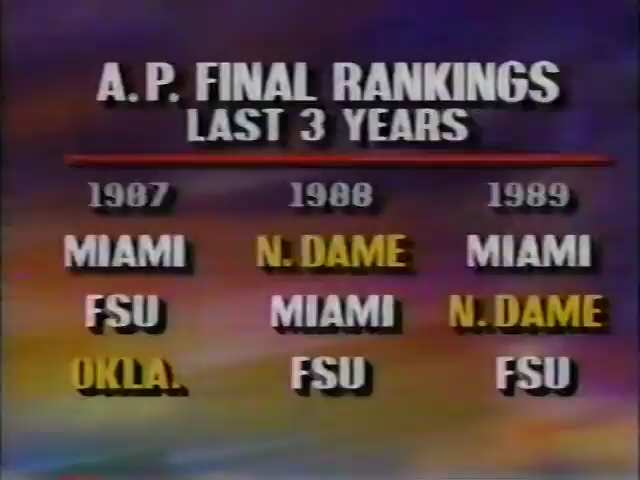 A.P. FINAL RANKINGS
LAST 3 YEARS
1987 1988 1989
MIAMI N. DAME MIAMI
FSU MIAMI N. DAME
OKLA. FSU FSU